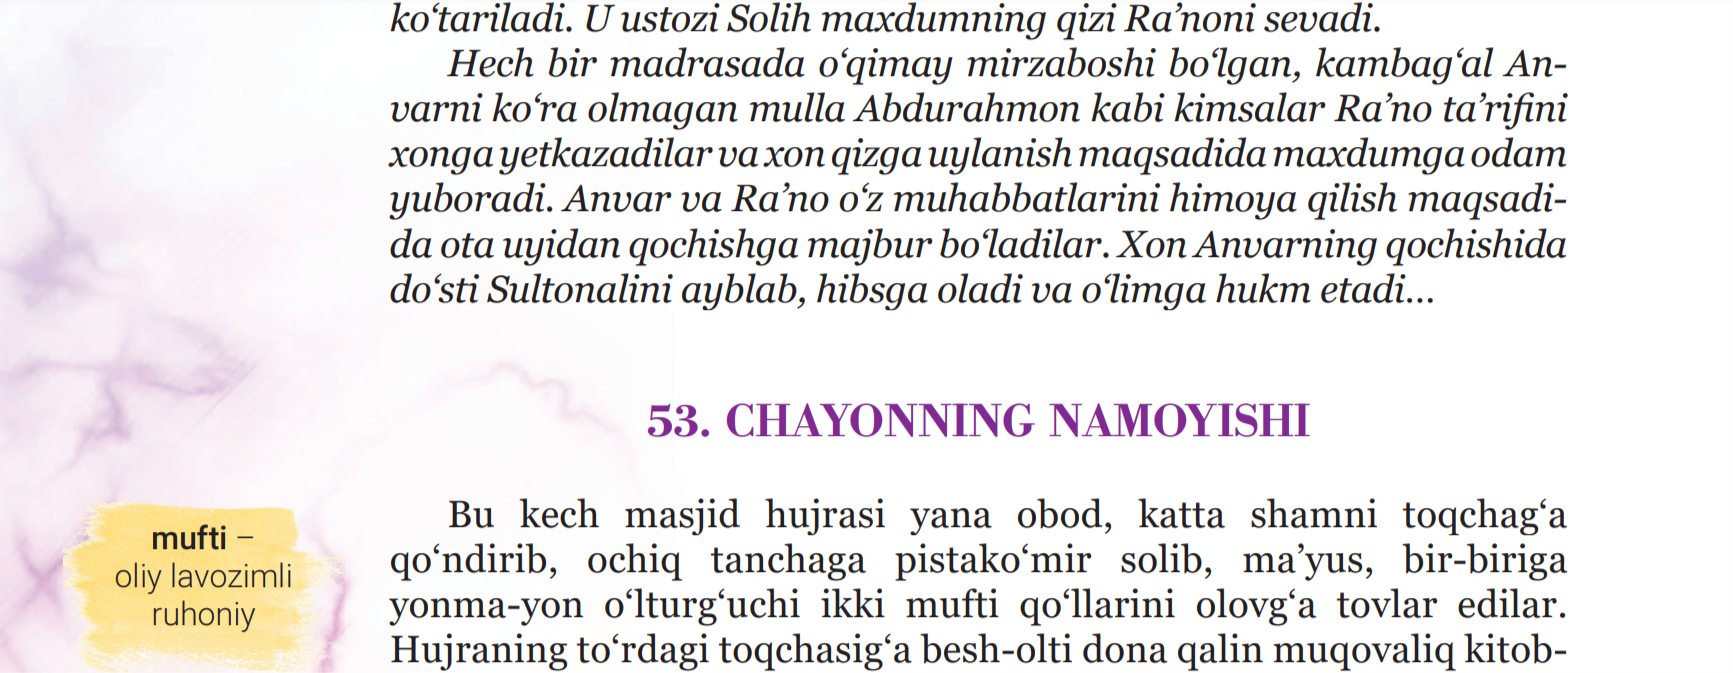 ko‘tariladi. U ustozi Solih maxdumning qizi Ra’noni sevadi.
Hech bir madrasada o‘qimay mirzaboshi bo‘lgan, kambag‘al An-
varni ko‘ra olmagan mulla Abdurahmon kabi kimsalar Ra’no ta’rifini
xonga yetkazadilar va xon qizga uylanish maqsadida maxdumga odam
yuboradi. Anvar va Ra’no o‘z muhabbatlarini himoya qilish maqsadi-
da ota uyidan qochishga majbur bo‘ladilar. Xon Anvarning qochishida
do‘sti Sultonalini ayblab, hibsga oladi va o‘limga hukm etadi...
53. CHAYONNING NAMOYISHI
mufti –
oliy lavozimli
ruhoniy
Bu kech masjid hujrasi yana obod, katta shamni toqchag‘a
qo‘ndirib, ochiq tanchaga pistako‘mir solib, ma’yus, bir-biriga
yonma-yon o‘lturg‘uchi ikki mufti qo‘llarini olovg‘a tovlar edilar.
Hujraning to‘rdagi toqchasig‘a besh-olti dona qalin muqovaliq kitob-